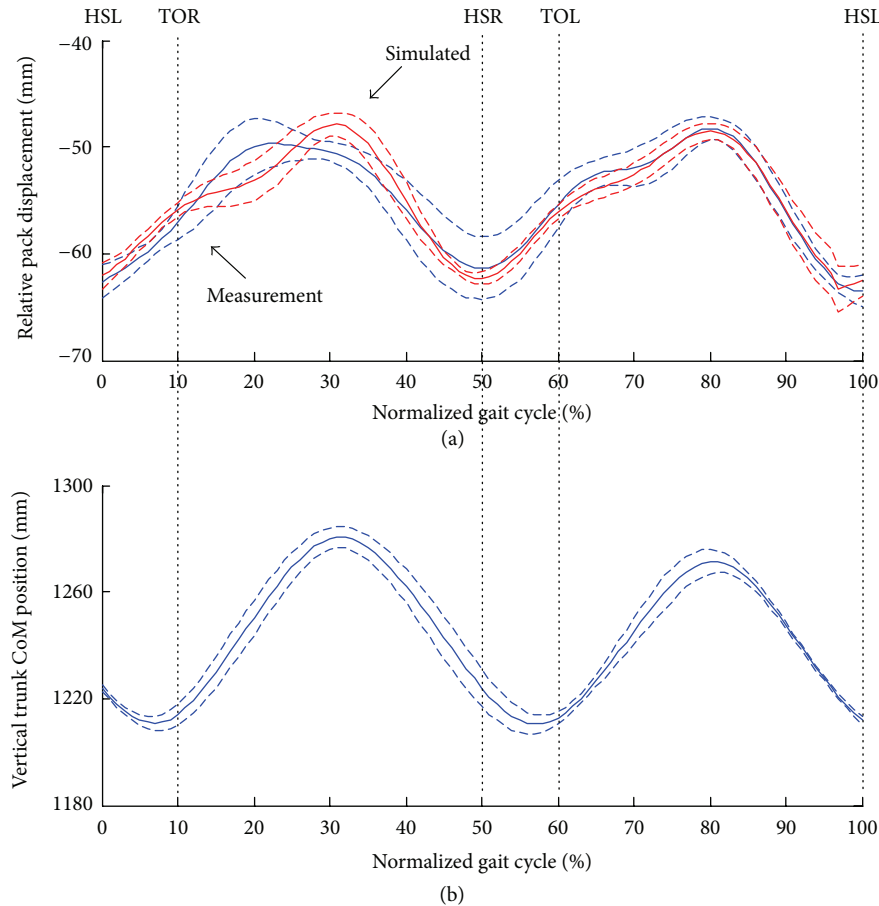 HSL TOR HSR TOL HSL
−40
−50
−60
−70
Relative pack displacement (mm)
Simulated
Measurement
0 10 20 30 40 50 60 70 80 90 100
Normalized gait cycle (%)
(a)
1300
1260
1220
1180
Vertical trunk CoM position (mm)
0 10 20 30 40 50 60 70 80 90 100
Normalized gait cycle (%)
(b)